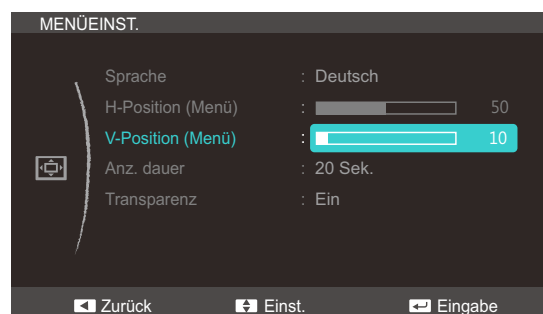 MENÜEINST.
Sprache : Deutsch
H-Position (Menü) : 50
V-Position (Menü) : 10
Anz. dauer : 20 Sek.
Transparenz : Ein
Zurück Einst. Eingabe